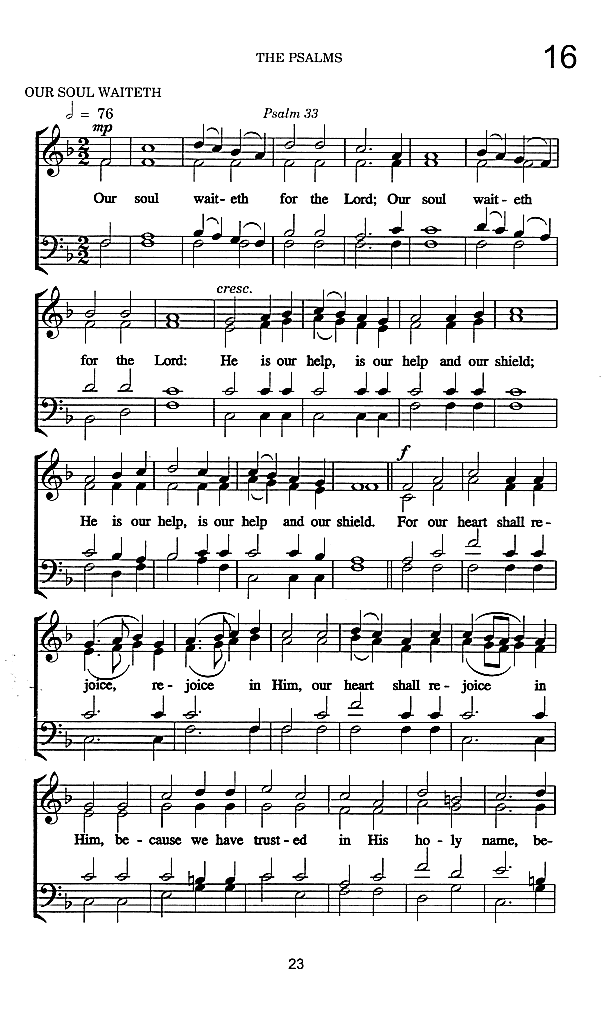 THE PSALMS
16
OUR SOUL WAITETH
= 76
mp
Psalm 33
Our soul wait- eth for the Lord; Our soul wait - eth
cresc.
for the Lord: He is our help, is our help and our shield;
f
He is our help, is our help and our shield. For our heart shall re -
joice, re - joice in Him, our heart shall re - joice in
Him, be - cause we have trust - ed in His ho - ly name, be-
23